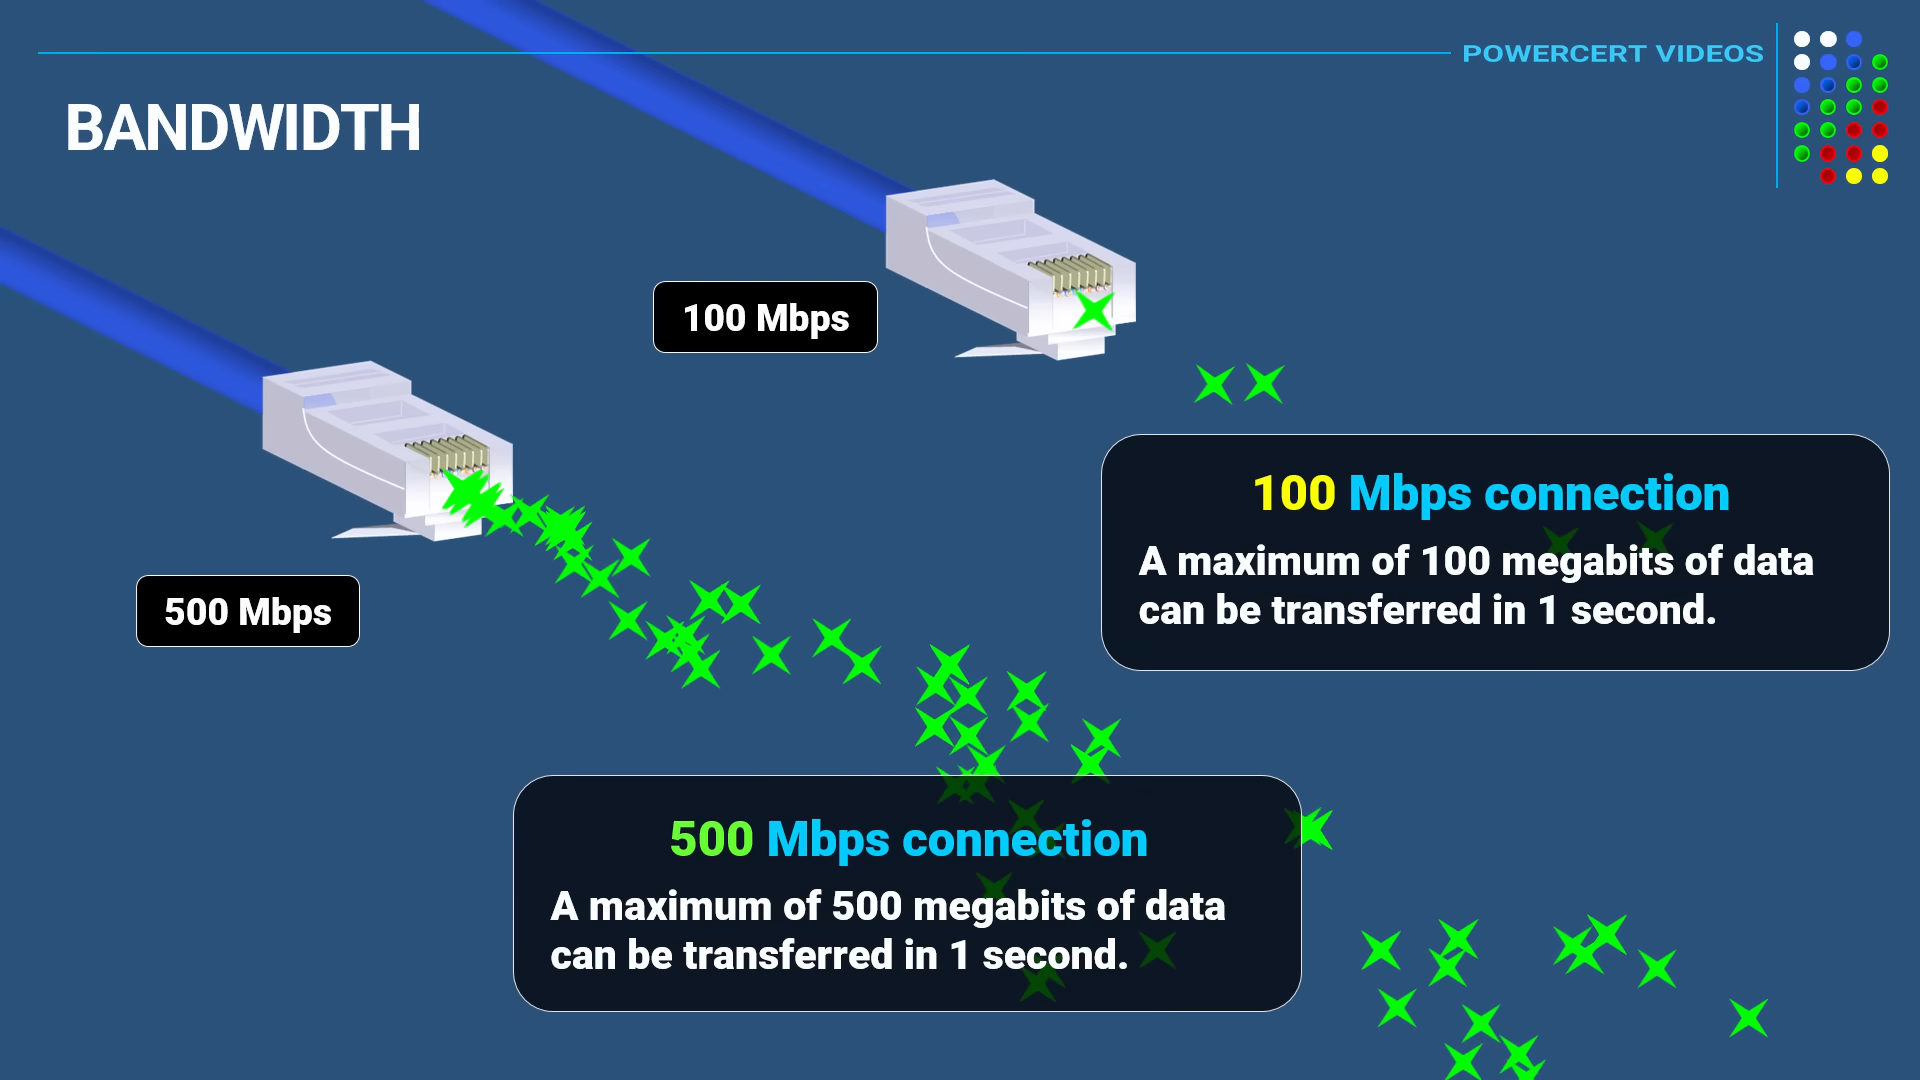 POWERCERT VIDEOS
BANDWIDTH
100 Mbps
500 Mbps
100 Mbps connection
A maximum of 100 megabits of data
can be transferred in 1 second.
500 Mbps connection
A maximum of 500 megabits of data
can be transferred in 1 second.